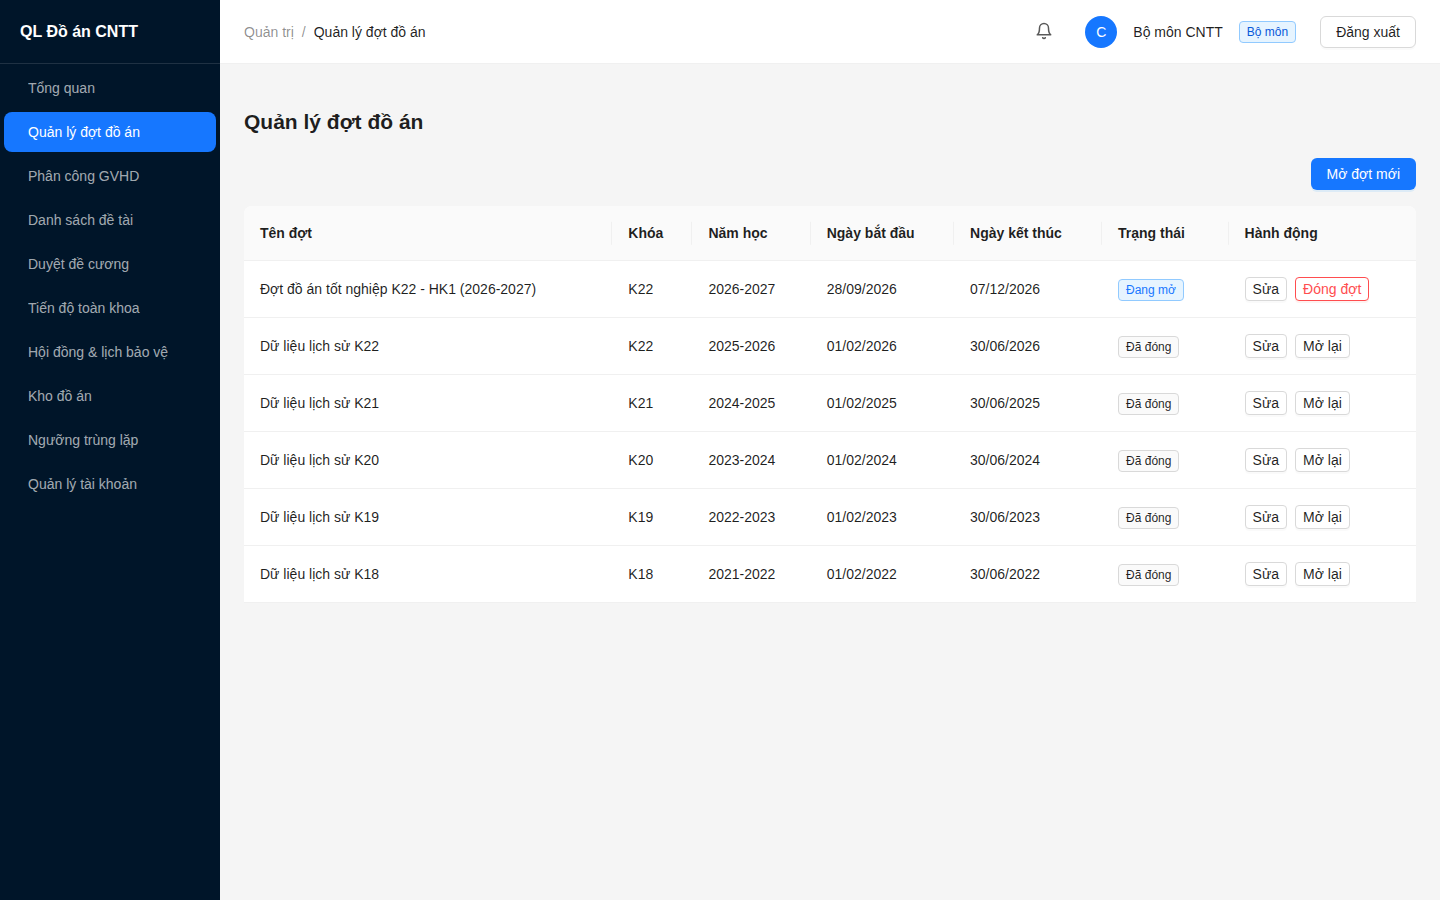 QL Đồ án CNTT
Quản trị / Quản lý đợt đồ án
C Bộ môn CNTT Bộ môn Đăng xuất
Tổng quan
Quản lý đợt đồ án
Phân công GVHD
Danh sách đề tài
Duyệt đề cương
Tiến độ toàn khoa
Hội đồng & lịch bảo vệ
Kho đồ án
Ngưỡng trùng lặp
Quản lý tài khoản
Quản lý đợt đồ án
Mở đợt mới
Tên đợt Khóa Năm học Ngày bắt đầu Ngày kết thúc Trạng thái Hành động
Đợt đồ án tốt nghiệp K22 - HK1 (2026-2027) K22 2026-2027 28/09/2026 07/12/2026 Đang mở Sửa Đóng đợt
Dữ liệu lịch sử K22 K22 2025-2026 01/02/2026 30/06/2026 Đã đóng Sửa Mở lại
Dữ liệu lịch sử K21 K21 2024-2025 01/02/2025 30/06/2025 Đã đóng Sửa Mở lại
Dữ liệu lịch sử K20 K20 2023-2024 01/02/2024 30/06/2024 Đã đóng Sửa Mở lại
Dữ liệu lịch sử K19 K19 2022-2023 01/02/2023 30/06/2023 Đã đóng Sửa Mở lại
Dữ liệu lịch sử K18 K18 2021-2022 01/02/2022 30/06/2022 Đã đóng Sửa Mở lại